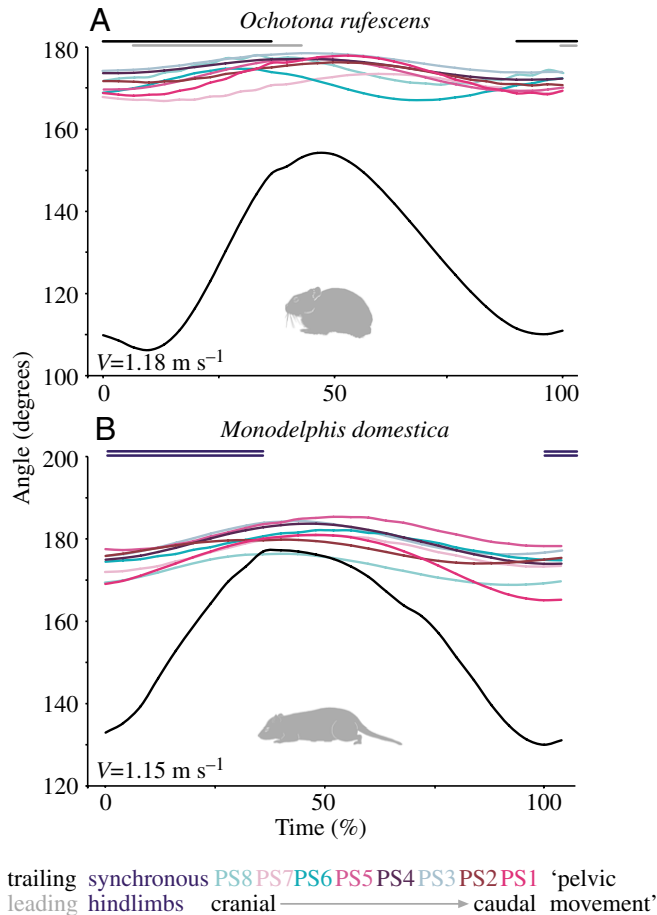 A Ochotona rufescens
180
160
140
120
100
V=1.18 m s⁻¹
0 50 100
Angle (degrees)
B Monodelphis domestica
200
180
160
140
120
V=1.15 m s⁻¹
0 50 100
Time (%)
trailing synchronous PS8 PS7 PS6 PS5 PS4 PS3 PS2 PS1 ‘pelvic
leading hindlimbs cranial caudal movement’